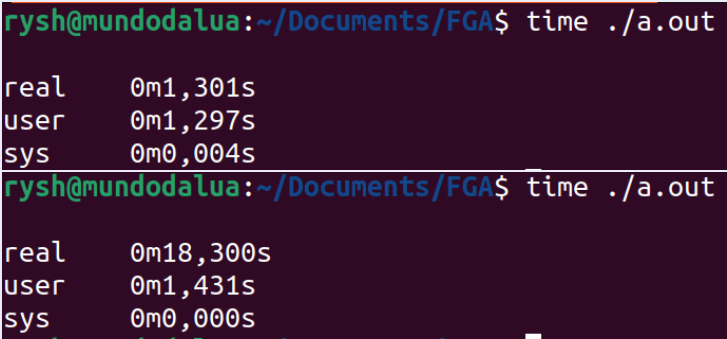 rysh@mundodalua:~/Documents/FGA$ time ./a.out
real 0m1,301s
user 0m1,297s
sys 0m0,004s
rysh@mundodalua:~/Documents/FGA$ time ./a.out
real 0m18,300s
user 0m1,431s
sys 0m0,000s